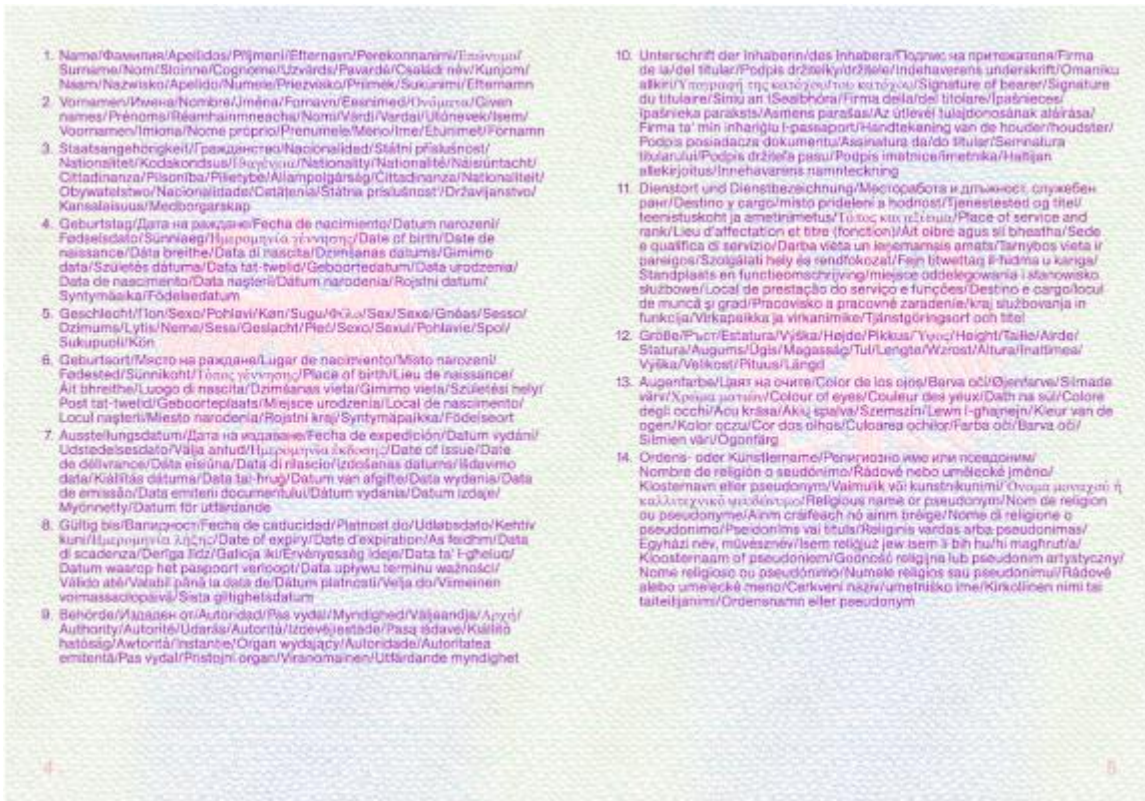 1. Name/Фамилия/Apellidos/Příjmení/Efternavn/Perekonnanimi/Επώνυμο/
Surname/Nom/Sloinne/Cognome/Uzvārds/Pavardė/Családi név/Kunjom/
Naam/Nazwisko/Apelido/Numele/Priezvisko/Priimek/Sukunimi/Efternamn
2. Vornamen/Имена/Nombre/Jména/Fornavn/Eesnimed/Ονόματα/Given
names/Prénoms/Réamhainmneacha/Nomi/Vārdi/Vardai/Utónevek/Isem/
Voornamen/Imiona/Nome próprio/Prenumele/Meno/Ime/Etunimet/Förnamn
3. Staatsangehörigkeit/Гражданство/Nacionalidad/Státní příslušnost/
Nationalitet/Kodakondsus/Ιθαγένεια/Nationality/Nationalité/Náisiúntacht/
Cittadinanza/Pilsonība/Pilietybė/Állampolgárság/Ċittadinanza/Nationaliteit/
Obywatelstwo/Nacionalidade/Cetăţenia/Štátna príslušnosť/Državljanstvo/
Kansalaisuus/Medborgarskap
4. Geburtstag/Дата на раждане/Fecha de nacimiento/Datum narození/
Fødselsdato/Sünniaeg/Ημερομηνία γέννησης/Date of birth/Date de
naissance/Dáta breithe/Data di nascita/Dzimšanas datums/Gimimo
data/Születés dátuma/Data tat-twelid/Geboortedatum/Data urodzenia/
Data de nascimento/Data naşterii/Dátum narodenia/Rojstni datum/
Syntymäaika/Födelsedatum
5. Geschlecht/Пол/Sexo/Pohlaví/Køn/Sugu/Φύλο/Sex/Sexe/Gnéas/Sesso/
Dzimums/Lytis/Neme/Sess/Geslacht/Płeć/Sexo/Sexul/Pohlavie/Spol/
Sukupuoli/Kön
6. Geburtsort/Място на раждане/Lugar de nacimiento/Místo narození/
Fødested/Sünnikoht/Τόπος γέννησης/Place of birth/Lieu de naissance/
Áit bhreithe/Luogo di nascita/Dzimšanas vieta/Gimimo vieta/Születési hely/
Post tat-twelid/Geboorteplaats/Miejsce urodzenia/Local de nascimento/
Locul naşterii/Miesto narodenia/Rojstni kraj/Syntymäpaikka/Födelseort
7. Ausstellungsdatum/Дата на издаване/Fecha de expedición/Datum vydání/
Udstedelsesdato/Välja antud/Ημερομηνία έκδοσης/Date of issue/Date
de délivrance/Dáta eisiúna/Data di rilascio/Izdošanas datums/Išdavimo
data/Kiállítás dátuma/Data tal-ħruġ/Datum van afgifte/Data wydania/Data
de emissão/Data emiterii documentului/Dátum vydania/Datum izdaje/
Myönnetty/Datum för utfärdande
8. Gültig bis/Валидност/Fecha de caducidad/Platnost do/Udløbsdato/Kehtiv
kuni/Ημερομηνία λήξης/Date of expiry/Date d'expiration/As feidhm/Data
di scadenza/Derīga līdz/Galioja iki/Érvényesség ideje/Data ta' l-għeluq/
Datum waarop het paspoort verloopt/Data upływu terminu ważności/
Válido até/Valabil până la data de/Dátum platnosti/Velja do/Viimeinen
voimassaolopäivä/Sista giltighetsdatum
9. Behörde/Издаден от/Autoridad/Pas vydal/Myndighed/Väljaandja/Αρχή/
Authority/Autorité/Údarás/Autorità/Izdevējiestāde/Pasą išdavė/Kiállító
hatóság/Awtorità/Instantie/Organ wydający/Autoridade/Autoritatea
emitentă/Pas vydal/Pristojni organ/Viranomainen/Utfärdande myndighet
4
10. Unterschrift der Inhaberin/des Inhabers/Подпис на притежателя/Firma
de la/del titular/Podpis držitelky/držitele/Indehaverens underskrift/Omaniku
allkiri/Υπογραφή της κατόχου/του κατόχου/Signature of bearer/Signature
du titulaire/Síniú an tSealbhóra/Firma della/del titolare/Īpašnieces/
īpašnieka paraksts/Asmens parašas/Az útlevél tulajdonosának aláírása/
Firma ta' min inħariġlu l-passaport/Handtekening van de houder/houdster/
Podpis posiadacza dokumentu/Assinatura da/do titular/Semnătura
titularului/Podpis držiteľa pasu/Podpis imetnice/imetnika/Haltijan
allekirjoitus/Innehavarens namnteckning
11. Dienstort und Dienstbezeichnung/Месторабота и длъжност, служебен
ранг/Destino y cargo/místo přidělení a hodnost/Tjenestested og titel/
teenistuskoht ja ametinimetus/Τόπος και αξίωμα/Place of service and
rank/Lieu d'affectation et titre (fonction)/Áit oibre agus slí bheatha/Sede
e qualifica di servizio/Darba vieta un ieņemamais amats/Tarnybos vieta ir
pareigos/Szolgálati hely és rendfokozat/Fejn titwettaq il-ħidma u kariga/
Standplaats en functieomschrijving/miejsce oddelegowania i stanowisko
służbowe/Local de prestação do serviço e funções/Destino e cargo/locul
de muncă şi grad/Pracovisko a pracovné zaradenie/kraj službovanja in
funkcija/Virkapaikka ja virkanimike/Tjänstgöringsort och titel
12. Größe/Ръст/Estatura/Výška/Højde/Pikkus/Ύψος/Height/Taille/Airde/
Statura/Augums/Ūgis/Magasság/Tul/Lengte/Wzrost/Altura/Înălţimea/
Výška/Velikost/Pituus/Längd
13. Augenfarbe/Цвят на очите/Color de los ojos/Barva očí/Øjenfarve/Silmade
värv/Χρώμα ματιών/Colour of eyes/Couleur des yeux/Dath na súl/Colore
degli occhi/Acu krāsa/Akių spalva/Szemszín/Lewn l-għajnejn/Kleur van de
ogen/Kolor oczu/Cor dos olhos/Culoarea ochilor/Farba očí/Barva oči/
Silmien väri/Ögonfärg
14. Ordens- oder Künstlername/Религиозно име или псевдоним/
Nombre de religión o seudónimo/Řádové nebo umělecké jméno/
Klosternavn eller pseudonym/Vaimulik või kunstnikunimi/Όνομα μοναχού ή
καλλιτεχνικό ψευδώνυμο/Religious name or pseudonym/Nom de religion
ou pseudonyme/Ainm cráifeach nó ainm bréige/Nome di religione o
pseudonimo/Pseidonīms vai tituls/Religinis vardas arba pseudonimas/
Egyházi név, művésznév/Isem reliġjuż jew isem li bih hu/hi magħruf/a/
Kloosternaam of pseudoniem/Godność religijna lub pseudonim artystyczny/
Nome religioso ou pseudónimo/Numele religios sau pseudonimul/Rádové
alebo umelecké meno/Cerkveni naziv/umetniško ime/Kirkollinen nimi tai
taiteilijanimi/Ordensnamn eller pseudonym
5